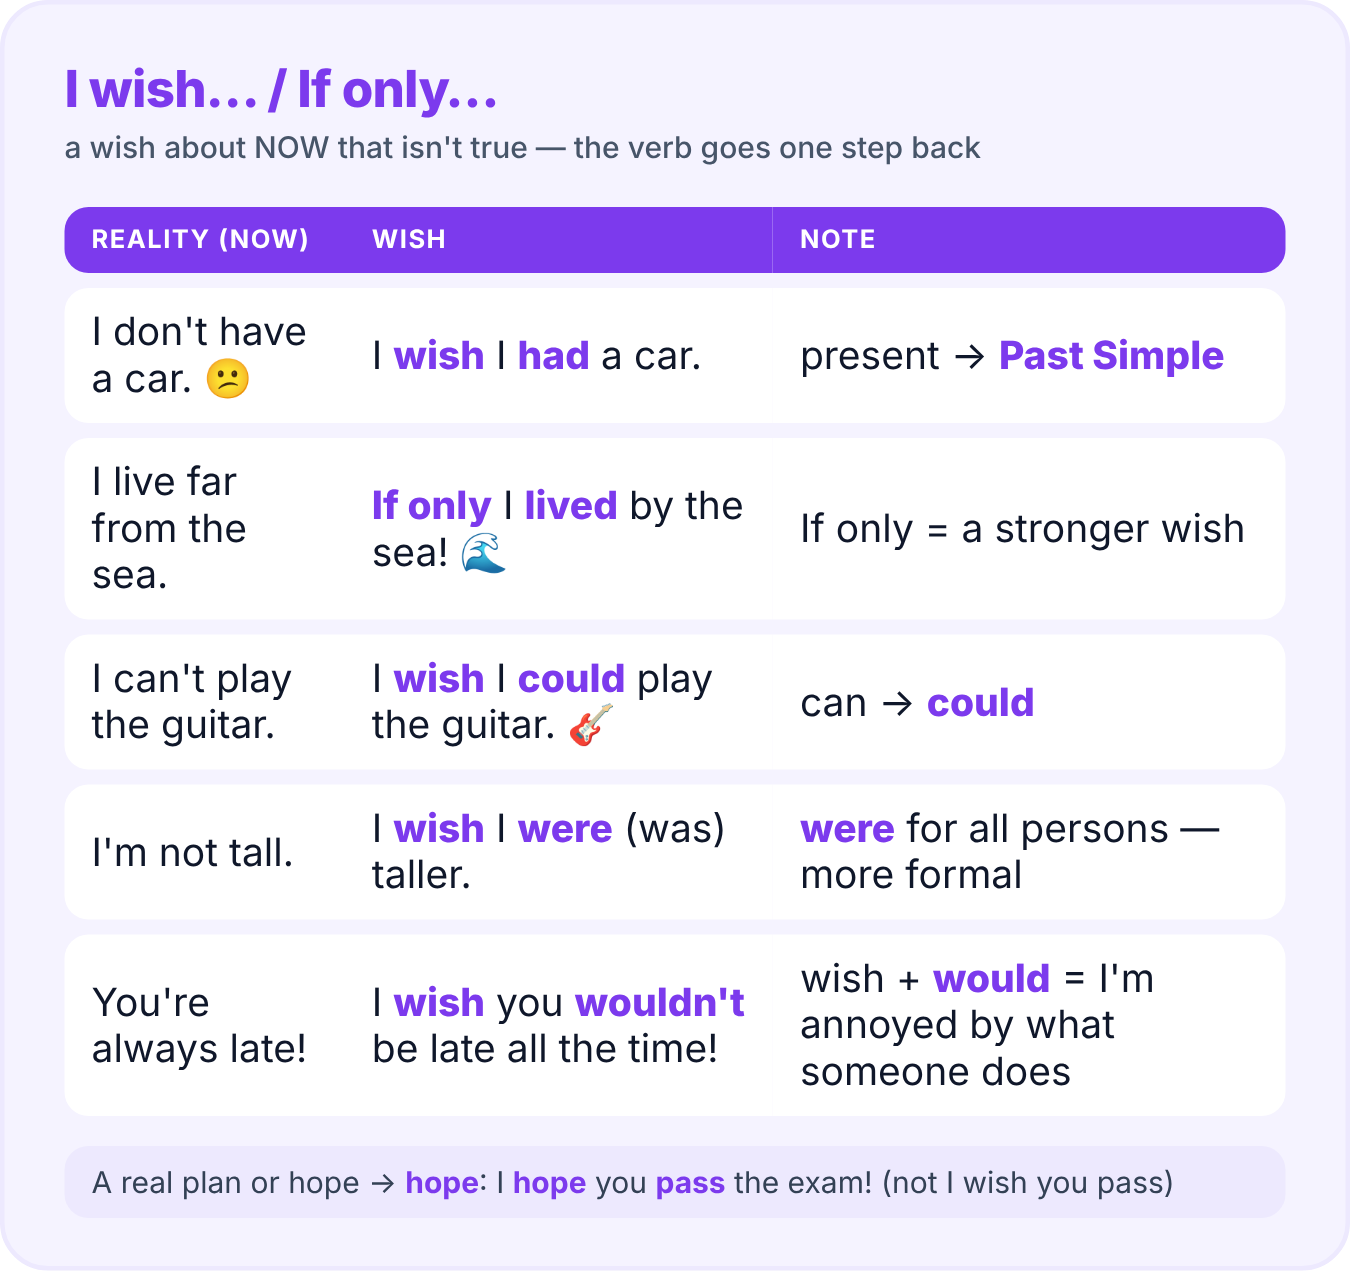 I wish... / If only...
a wish about NOW that isn't true — the verb goes one step back
REALITY (NOW) WISH NOTE
I don't have
a car. 😕
I wish I had a car.
present → Past Simple
I live far
from the
sea.
If only I lived by the
sea! 🌊
If only = a stronger wish
I can't play
the guitar.
I wish I could play
the guitar. 🎸
can → could
I'm not tall.
I wish I were (was)
taller.
were for all persons —
more formal
You're
always late!
I wish you wouldn't
be late all the time!
wish + would = I'm
annoyed by what
someone does
A real plan or hope → hope: I hope you pass the exam! (not I wish you pass)